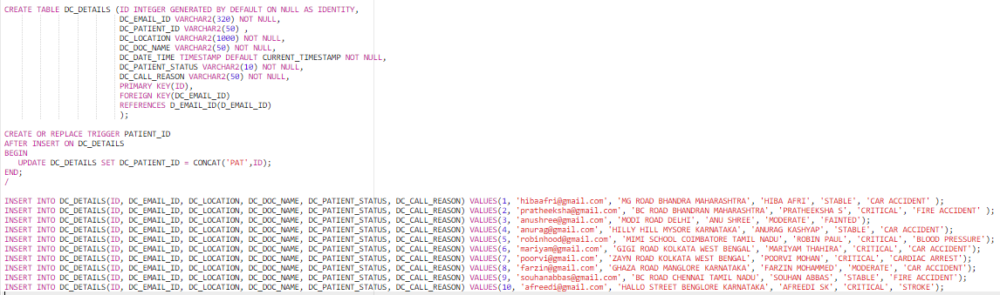 CREATE TABLE DC_DETAILS (ID INTEGER GENERATED BY DEFAULT ON NULL AS IDENTITY,
DC_EMAIL_ID VARCHAR2(320) NOT NULL,
DC_PATIENT_ID VARCHAR2(50) ,
DC_LOCATION VARCHAR2(1000) NOT NULL,
DC_DOC_NAME VARCHAR2(50) NOT NULL,
DC_DATE_TIME TIMESTAMP DEFAULT CURRENT_TIMESTAMP NOT NULL,
DC_PATIENT_STATUS VARCHAR2(10) NOT NULL,
DC_CALL_REASON VARCHAR2(50) NOT NULL,
PRIMARY KEY(ID),
FOREIGN KEY(DC_EMAIL_ID)
REFERENCES D_EMAIL_ID(D_EMAIL_ID)
);
CREATE OR REPLACE TRIGGER PATIENT_ID
AFTER INSERT ON DC_DETAILS
BEGIN
UPDATE DC_DETAILS SET DC_PATIENT_ID = CONCAT('PAT',ID);
END;
/
INSERT INTO DC_DETAILS(ID, DC_EMAIL_ID, DC_LOCATION, DC_DOC_NAME, DC_PATIENT_STATUS, DC_CALL_REASON) VALUES(1, 'hibaafri@gmail.com', 'MG ROAD BHANDRA MAHARASHTRA', 'HIBA AFRI', 'STABLE', 'CAR ACCIDENT' );
INSERT INTO DC_DETAILS(ID, DC_EMAIL_ID, DC_LOCATION, DC_DOC_NAME, DC_PATIENT_STATUS, DC_CALL_REASON) VALUES(2, 'pratheeksha@gmail.com', 'BC ROAD BHANDRAN MAHARASHTRA', 'PRATHEEKSHA S', 'CRITICAL', 'FIRE ACCIDENT' );
INSERT INTO DC_DETAILS(ID, DC_EMAIL_ID, DC_LOCATION, DC_DOC_NAME, DC_PATIENT_STATUS, DC_CALL_REASON) VALUES(3, 'anushree@gmail.com', 'MODI ROAD DELHI', 'ANU SHREE', 'MODERATE', 'FAINTED');
INSERT INTO DC_DETAILS(ID, DC_EMAIL_ID, DC_LOCATION, DC_DOC_NAME, DC_PATIENT_STATUS, DC_CALL_REASON) VALUES(4, 'anurag@gmail.com', 'HILLY HILL MYSORE KARNATAKA', 'ANURAG KASHYAP', 'STABLE', 'CAR ACCIDENT');
INSERT INTO DC_DETAILS(ID, DC_EMAIL_ID, DC_LOCATION, DC_DOC_NAME, DC_PATIENT_STATUS, DC_CALL_REASON) VALUES(5, 'robinhood@gmail.com', 'MIMI SCHOOL COIMBATORE TAMIL NADU', 'ROBIN PAUL', 'CRITICAL', 'BLOOD PRESSURE');
INSERT INTO DC_DETAILS(ID, DC_EMAIL_ID, DC_LOCATION, DC_DOC_NAME, DC_PATIENT_STATUS, DC_CALL_REASON) VALUES(6, 'mariyam@gmail.com', 'GIGI ROAD KOLKATA WEST BENGAL', 'MARIYAM THAHIRA', 'CRITICAL', 'CAR ACCIDENT');
INSERT INTO DC_DETAILS(ID, DC_EMAIL_ID, DC_LOCATION, DC_DOC_NAME, DC_PATIENT_STATUS, DC_CALL_REASON) VALUES(7, 'poorvi@gmail.com', 'ZAYN ROAD KOLKATA WEST BENGAL', 'POORVI MOHAN', 'CRITICAL', 'CARDIAC ARREST');
INSERT INTO DC_DETAILS(ID, DC_EMAIL_ID, DC_LOCATION, DC_DOC_NAME, DC_PATIENT_STATUS, DC_CALL_REASON) VALUES(8, 'farzin@gmail.com', 'GHAZA ROAD MANGLORE KARNATAKA', 'FARZIN MOHAMMED', 'MODERATE', 'CAR ACCIDENT');
INSERT INTO DC_DETAILS(ID, DC_EMAIL_ID, DC_LOCATION, DC_DOC_NAME, DC_PATIENT_STATUS, DC_CALL_REASON) VALUES(9, 'souhanabbas@gmail.com', 'BC ROAD CHENNAI TAMIL NADU', 'SOUHAN ABBAS', 'STABLE', 'FIRE ACCIDENT');
INSERT INTO DC_DETAILS(ID, DC_EMAIL_ID, DC_LOCATION, DC_DOC_NAME, DC_PATIENT_STATUS, DC_CALL_REASON) VALUES(10, 'afreedi@gmail.com', 'HALLO STREET BENGLORE KARNATAKA', 'AFREEDI SK', 'CRITICAL', 'STROKE');